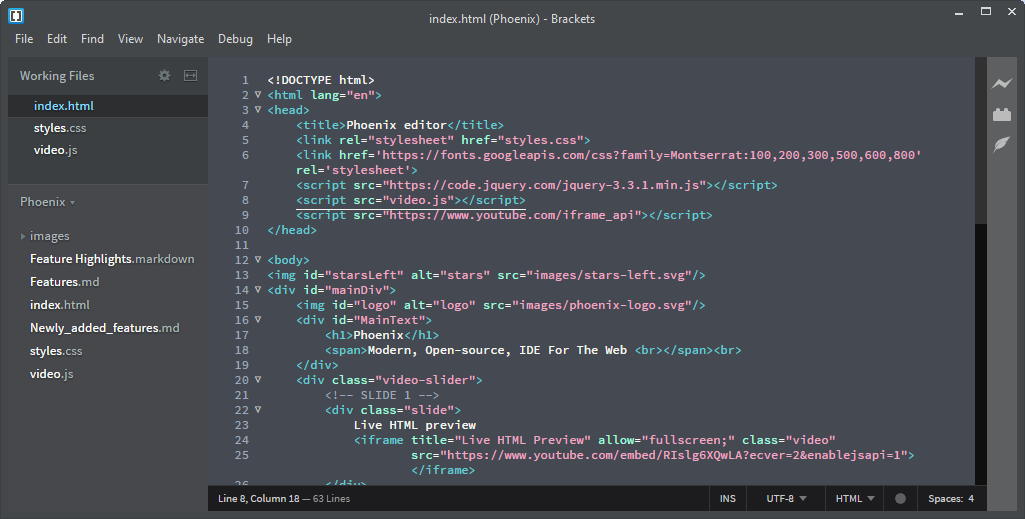 index.html (Phoenix) - Brackets
File Edit Find View Navigate Debug Help
Working Files
index.html
styles.css
video.js
Phoenix
images
Feature Highlights.markdown
Features.md
index.html
Newly_added_features.md
styles.css
video.js
1 <!DOCTYPE html>
2 <html lang="en">
3 <head>
4 <title>Phoenix editor</title>
5 <link rel="stylesheet" href="styles.css">
6 <link href='https://fonts.googleapis.com/css?family=Montserrat:100,200,300,500,600,800'
rel='stylesheet'>
7 <script src="https://code.jquery.com/jquery-3.3.1.min.js"></script>
8 <script src="video.js"></script>
9 <script src="https://www.youtube.com/iframe_api"></script>
10 </head>
11
12 <body>
13 <img id="starsLeft" alt="stars" src="images/stars-left.svg"/>
14 <div id="mainDiv">
15 <img id="logo" alt="logo" src="images/phoenix-logo.svg"/>
16 <div id="MainText">
17 <h1>Phoenix</h1>
18 <span>Modern, Open-source, IDE For The Web <br></span><br>
19 </div>
20 <div class="video-slider">
21 <!-- SLIDE 1 -->
22 <div class="slide">
23 Live HTML preview
24 <iframe title="Live HTML Preview" allow="fullscreen;" class="video"
25 src="https://www.youtube.com/embed/RIslg6XQwLA?ecver=2&enablejsapi=1">
</iframe>
26 </div>
Line 8, Column 18 — 63 Lines
INS UTF-8 HTML Spaces: 4